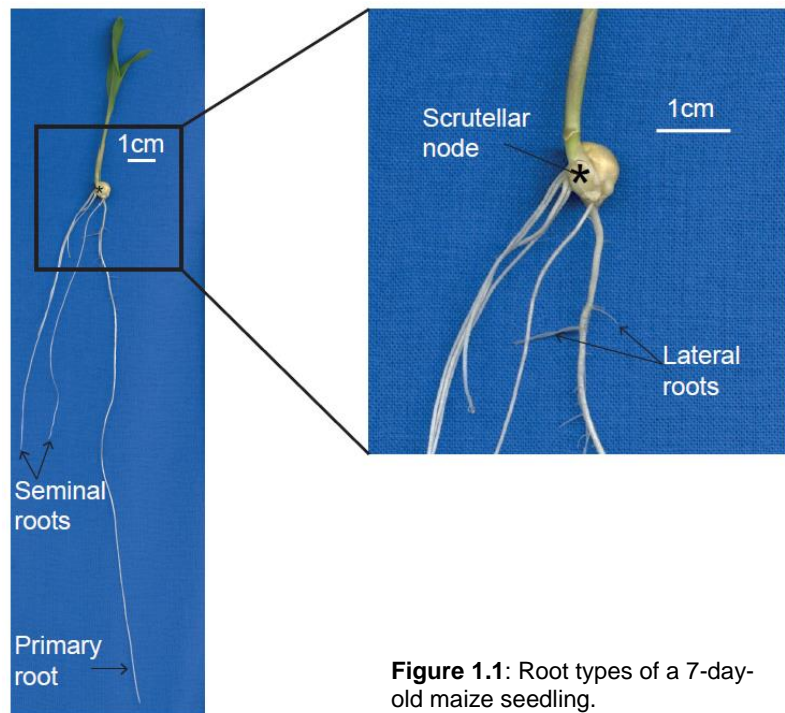 1cm
*
Seminal
roots
Primary
root
Scrutellar
node
*
1cm
Lateral
roots
Figure 1.1: Root types of a 7-day-
old maize seedling.